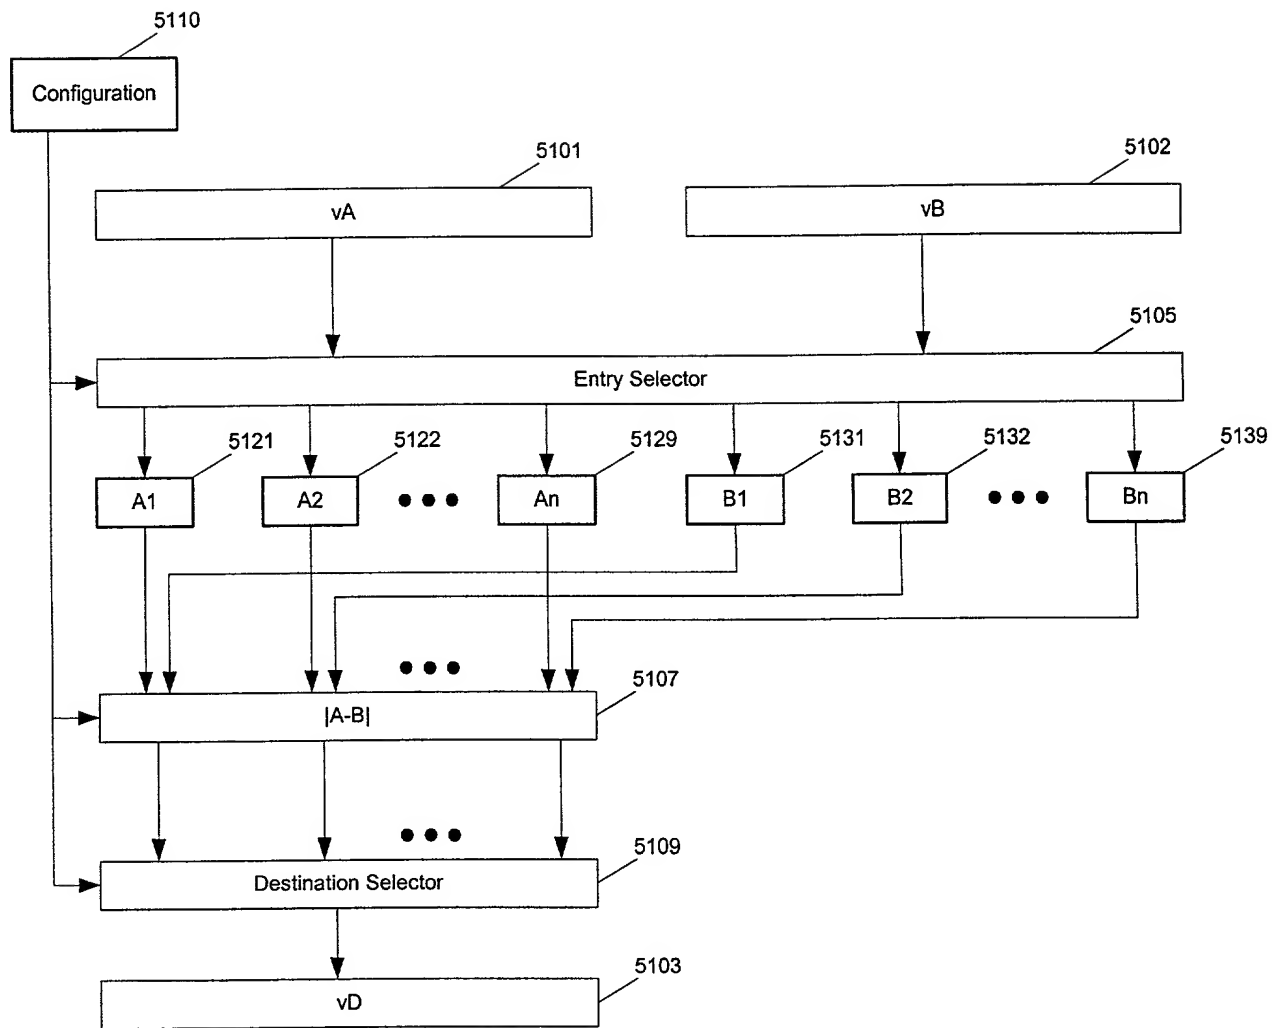 5110
Configuration
5101
5102
vA
vB
5105
Entry Selector
5121
5122
5129
5131
5132
5139
A1
A2
An
B1
B2
Bn
5107
|A-B|
5109
Destination Selector
5103
vD